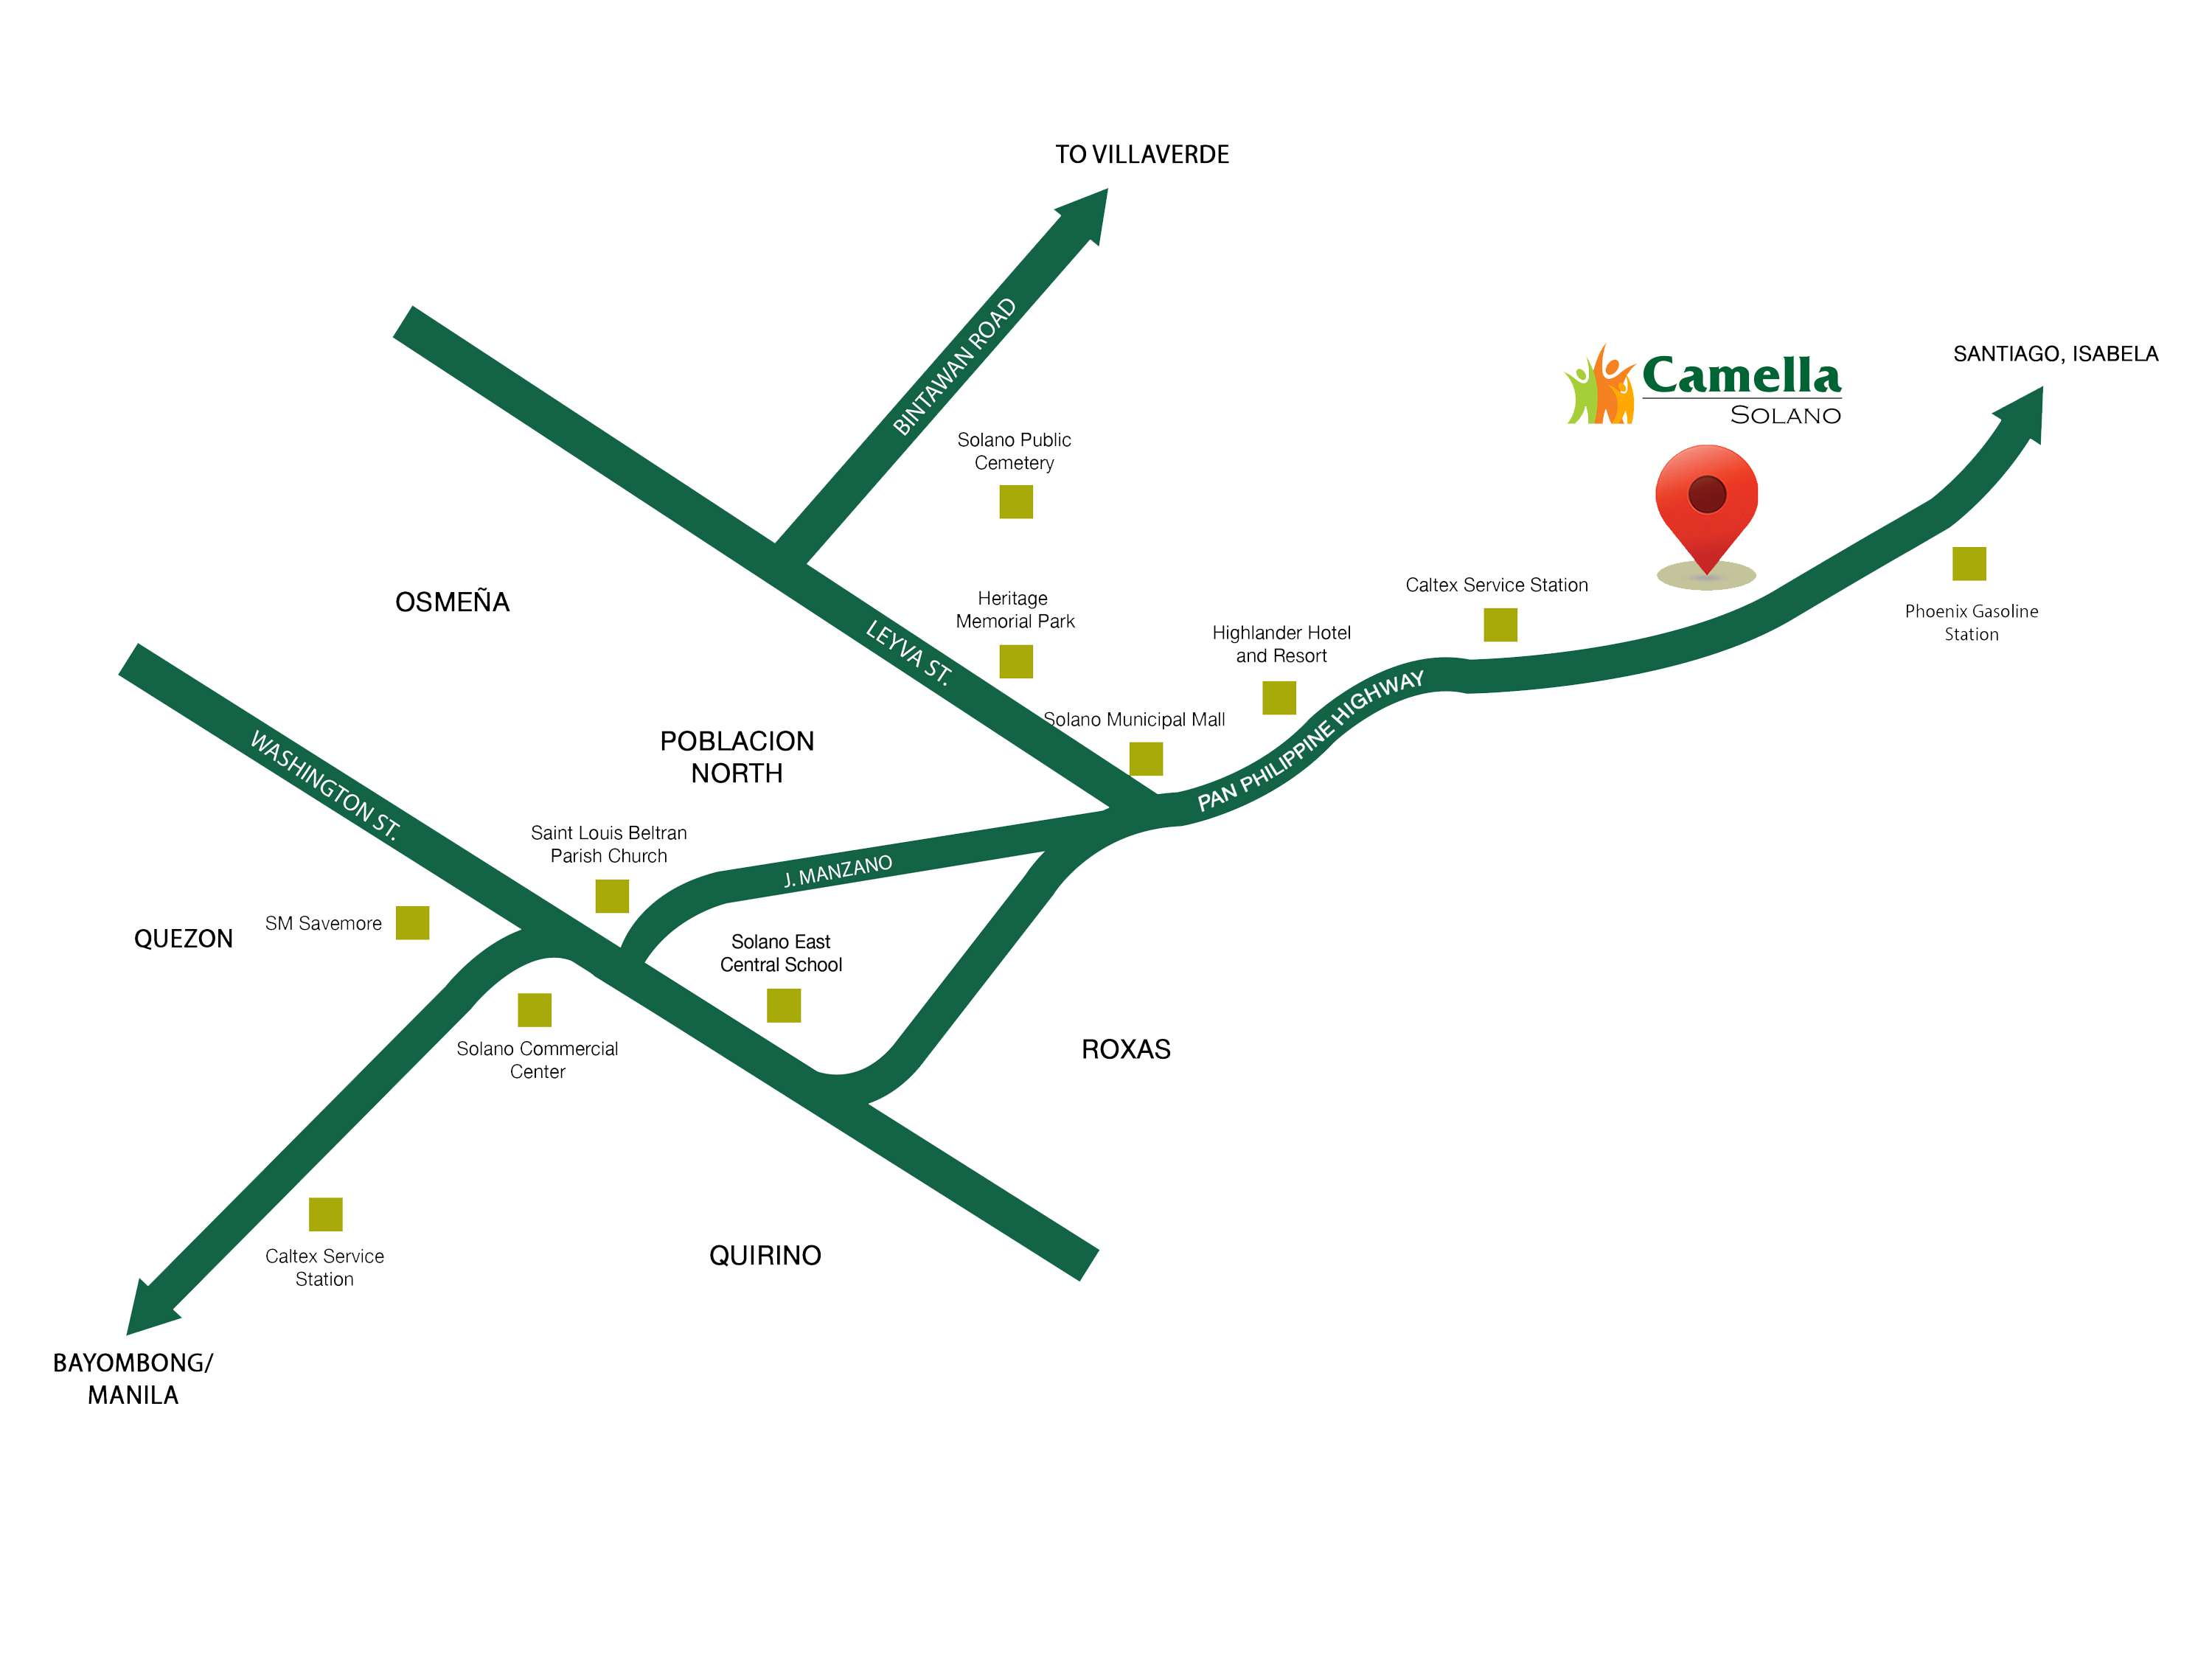 TO VILLAVERDE
BINTAWAN ROAD
Camella
SOLANO
SANTIAGO, ISABELA
Solano Public
Cemetery
OSMEÑA
LEYVA ST.
Heritage
Memorial Park
Highlander Hotel
and Resort
Caltex Service Station
Phoenix Gasoline
Station
Solano Municipal Mall
PAN PHILIPPINE HIGHWAY
WASHINGTON ST.
POBLACION
NORTH
Saint Louis Beltran
Parish Church
J. MANZANO
QUEZON
SM Savemore
Solano East
Central School
Solano Commercial
Center
ROXAS
Caltex Service
Station
QUIRINO
BAYOMBONG/
MANILA